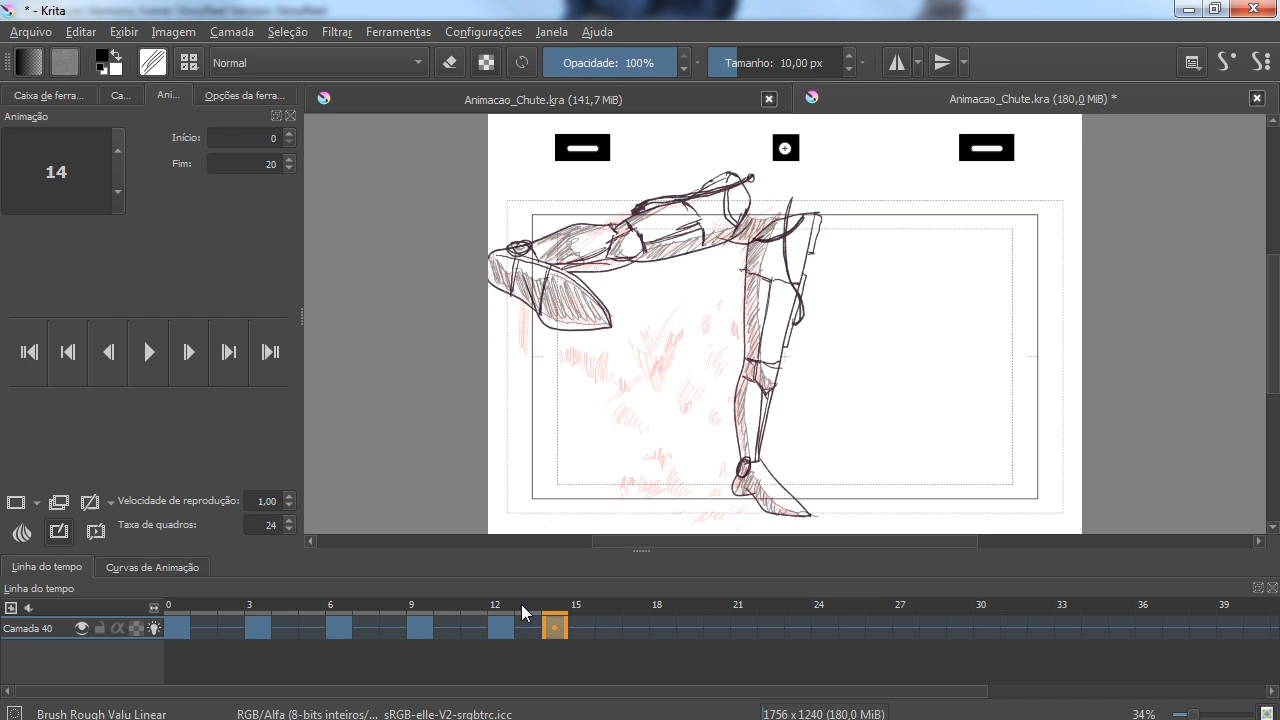 * - Krita
Arquivo Editar Exibir Imagem Camada Seleção Filtrar Ferramentas Configurações Janela Ajuda
Normal Opacidade: 100% Tamanho: 10,00 px
Caixa de ferra... Ca... Ani... Opções da ferra...
Animacao_Chute.kra (141,7 MiB) Animacao_Chute.kra (180,0 MiB) *
Animação
14 Início: 0
Fim: 20
Velocidade de reprodução: 1,00
Taxa de quadros: 24
Linha do tempo Curvas de Animação
Linha do tempo
0 3 6 9 12 15 18 21 24 27 30 33 36 39
Camada 40
Brush Rough Valu Linear RGB/Alfa (8-bits inteiros/... sRGB-elle-V2-srgbtrc.icc 1756 x 1240 (180,0 MiB) 34%